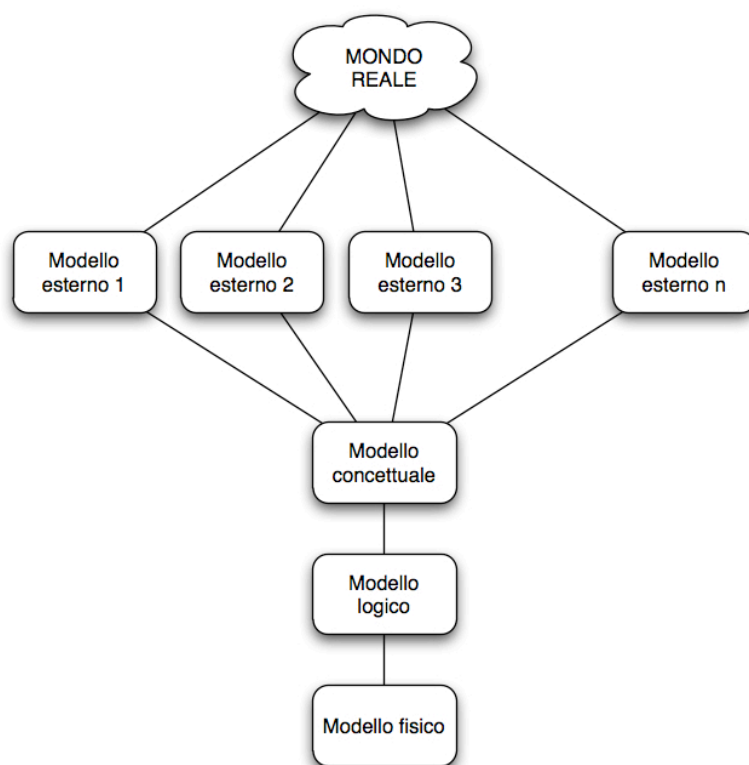 MONDO
REALE
Modello
esterno 1
Modello
esterno 2
Modello
esterno 3
Modello
esterno n
Modello
concettuale
Modello
logico
Modello fisico